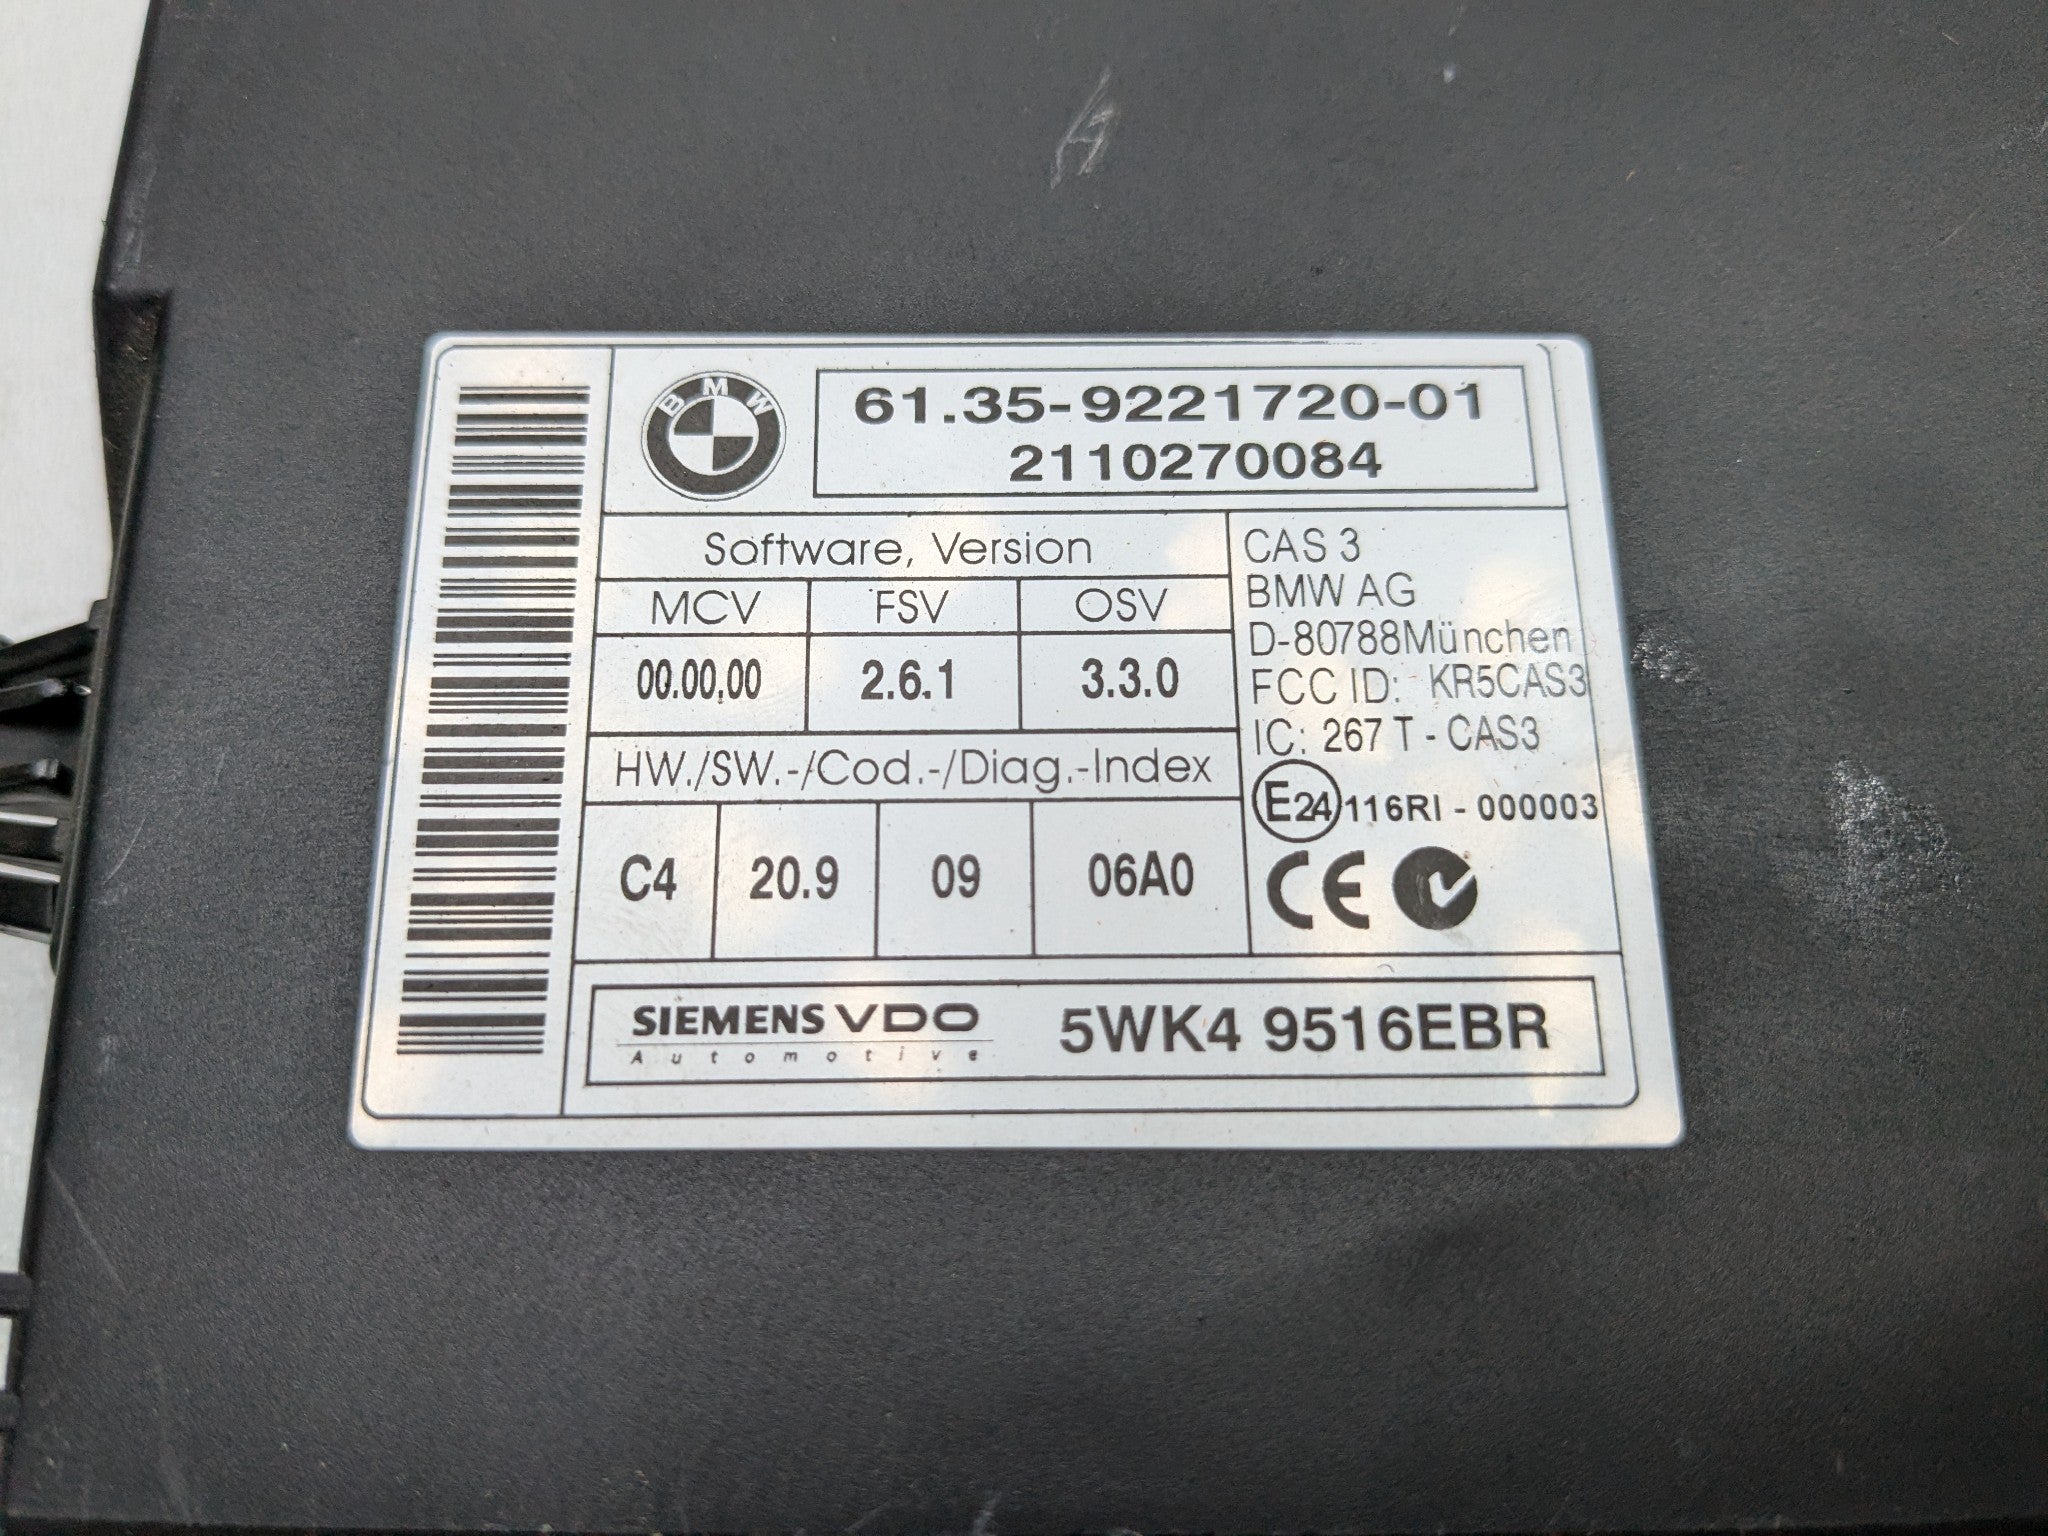 BMW
61.35-9221720-01
2110270084
Software, Version
MCV FSV OSV
00.00.00 2.6.1 3.3.0
HW./SW.-/Cod.-/Diag.-Index
C4 20.9 09 06A0
CAS 3
BMW AG
D-80788München
FCC ID: KR5CAS3
IC: 267 T - CAS3
E24 116RI - 000003
CE
SIEMENS VDO
Automotive
5WK4 9516EBR